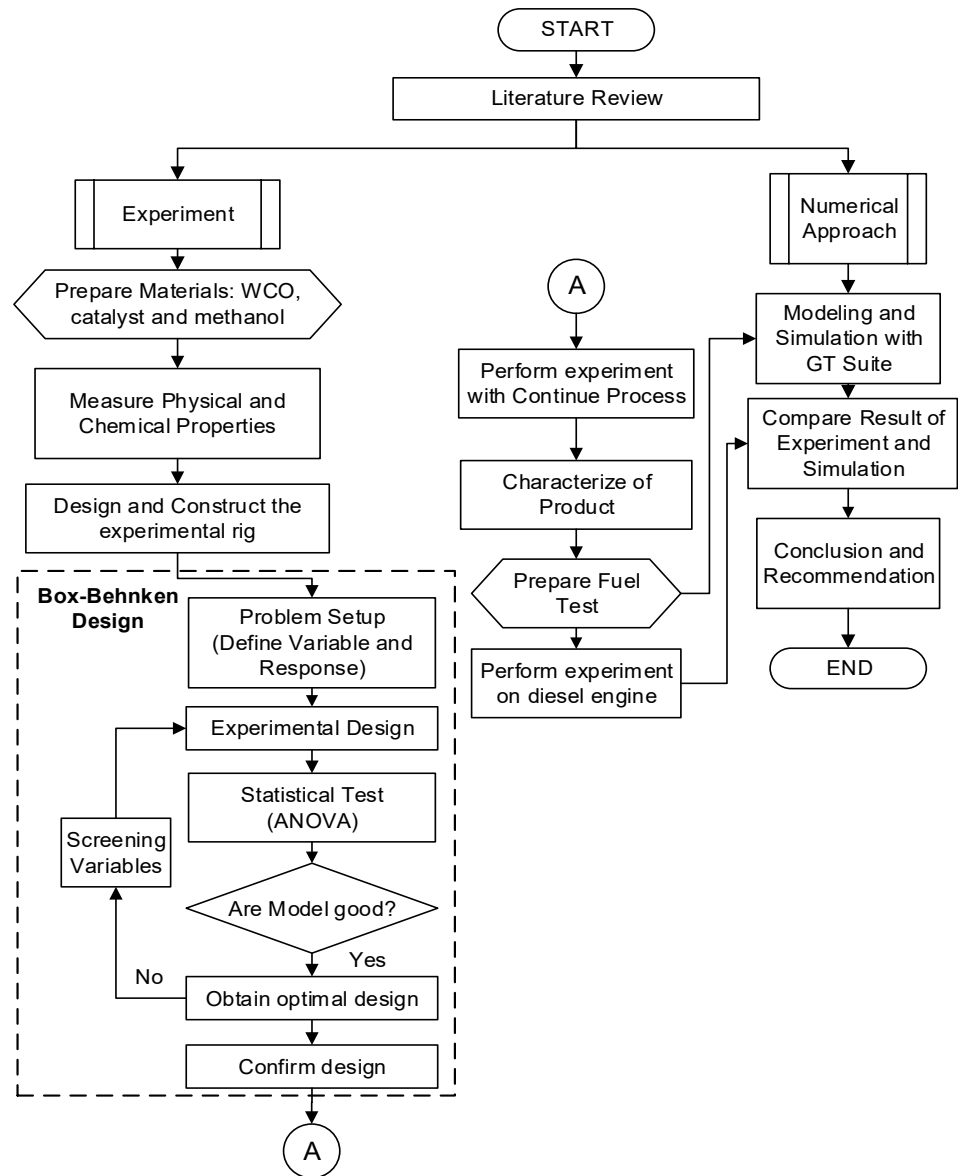 START
Literature Review
Experiment
Prepare Materials: WCO,
catalyst and methanol
Measure Physical and
Chemical Properties
Design and Construct the
experimental rig
Box-Behnken
Design
Problem Setup
(Define Variable and
Response)
Experimental Design
Statistical Test
(ANOVA)
Screening
Variables
Are Model good?
No
Yes
Obtain optimal design
Confirm design
A
A
Perform experiment
with Continue Process
Characterize of
Product
Prepare Fuel
Test
Perform experiment
on diesel engine
Numerical
Approach
Modeling and
Simulation with
GT Suite
Compare Result of
Experiment and
Simulation
Conclusion and
Recommendation
END